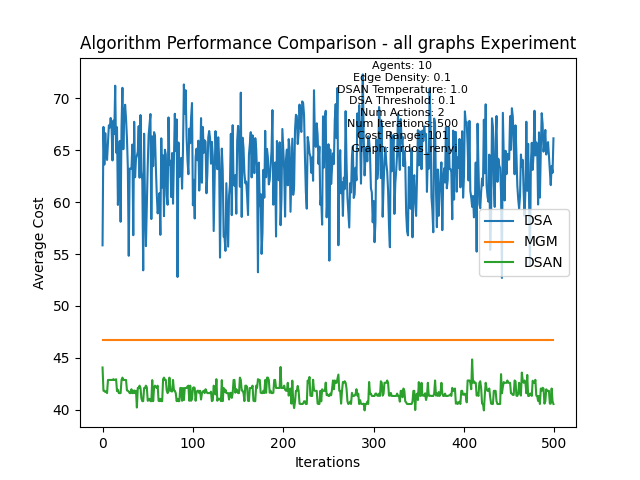 Algorithm Performance Comparison - all graphs Experiment
Agents: 10
Edge Density: 0.1
DSAN Temperature: 1.0
DSA Threshold: 0.1
Num Actions: 2
Num Iterations: 500
Cost Range: 101
Graph: erdos_renyi
70
65
60
55
50
45
40
Average Cost
DSA
MGM
DSAN
0
100
200
300
400
500
Iterations